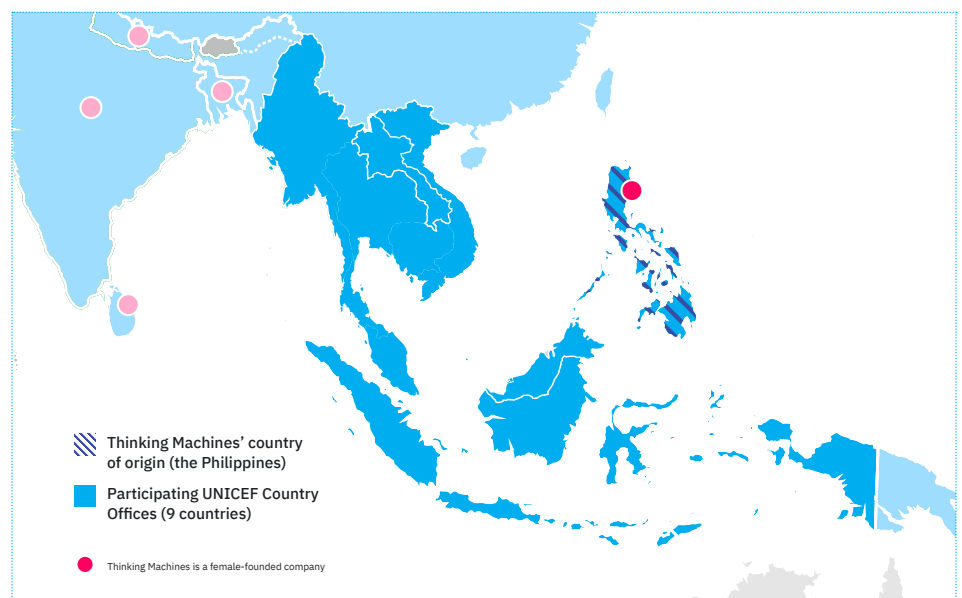 Thinking Machines’ country
of origin (the Philippines)
Participating UNICEF Country
Offices (9 countries)
Thinking Machines is a female-founded company